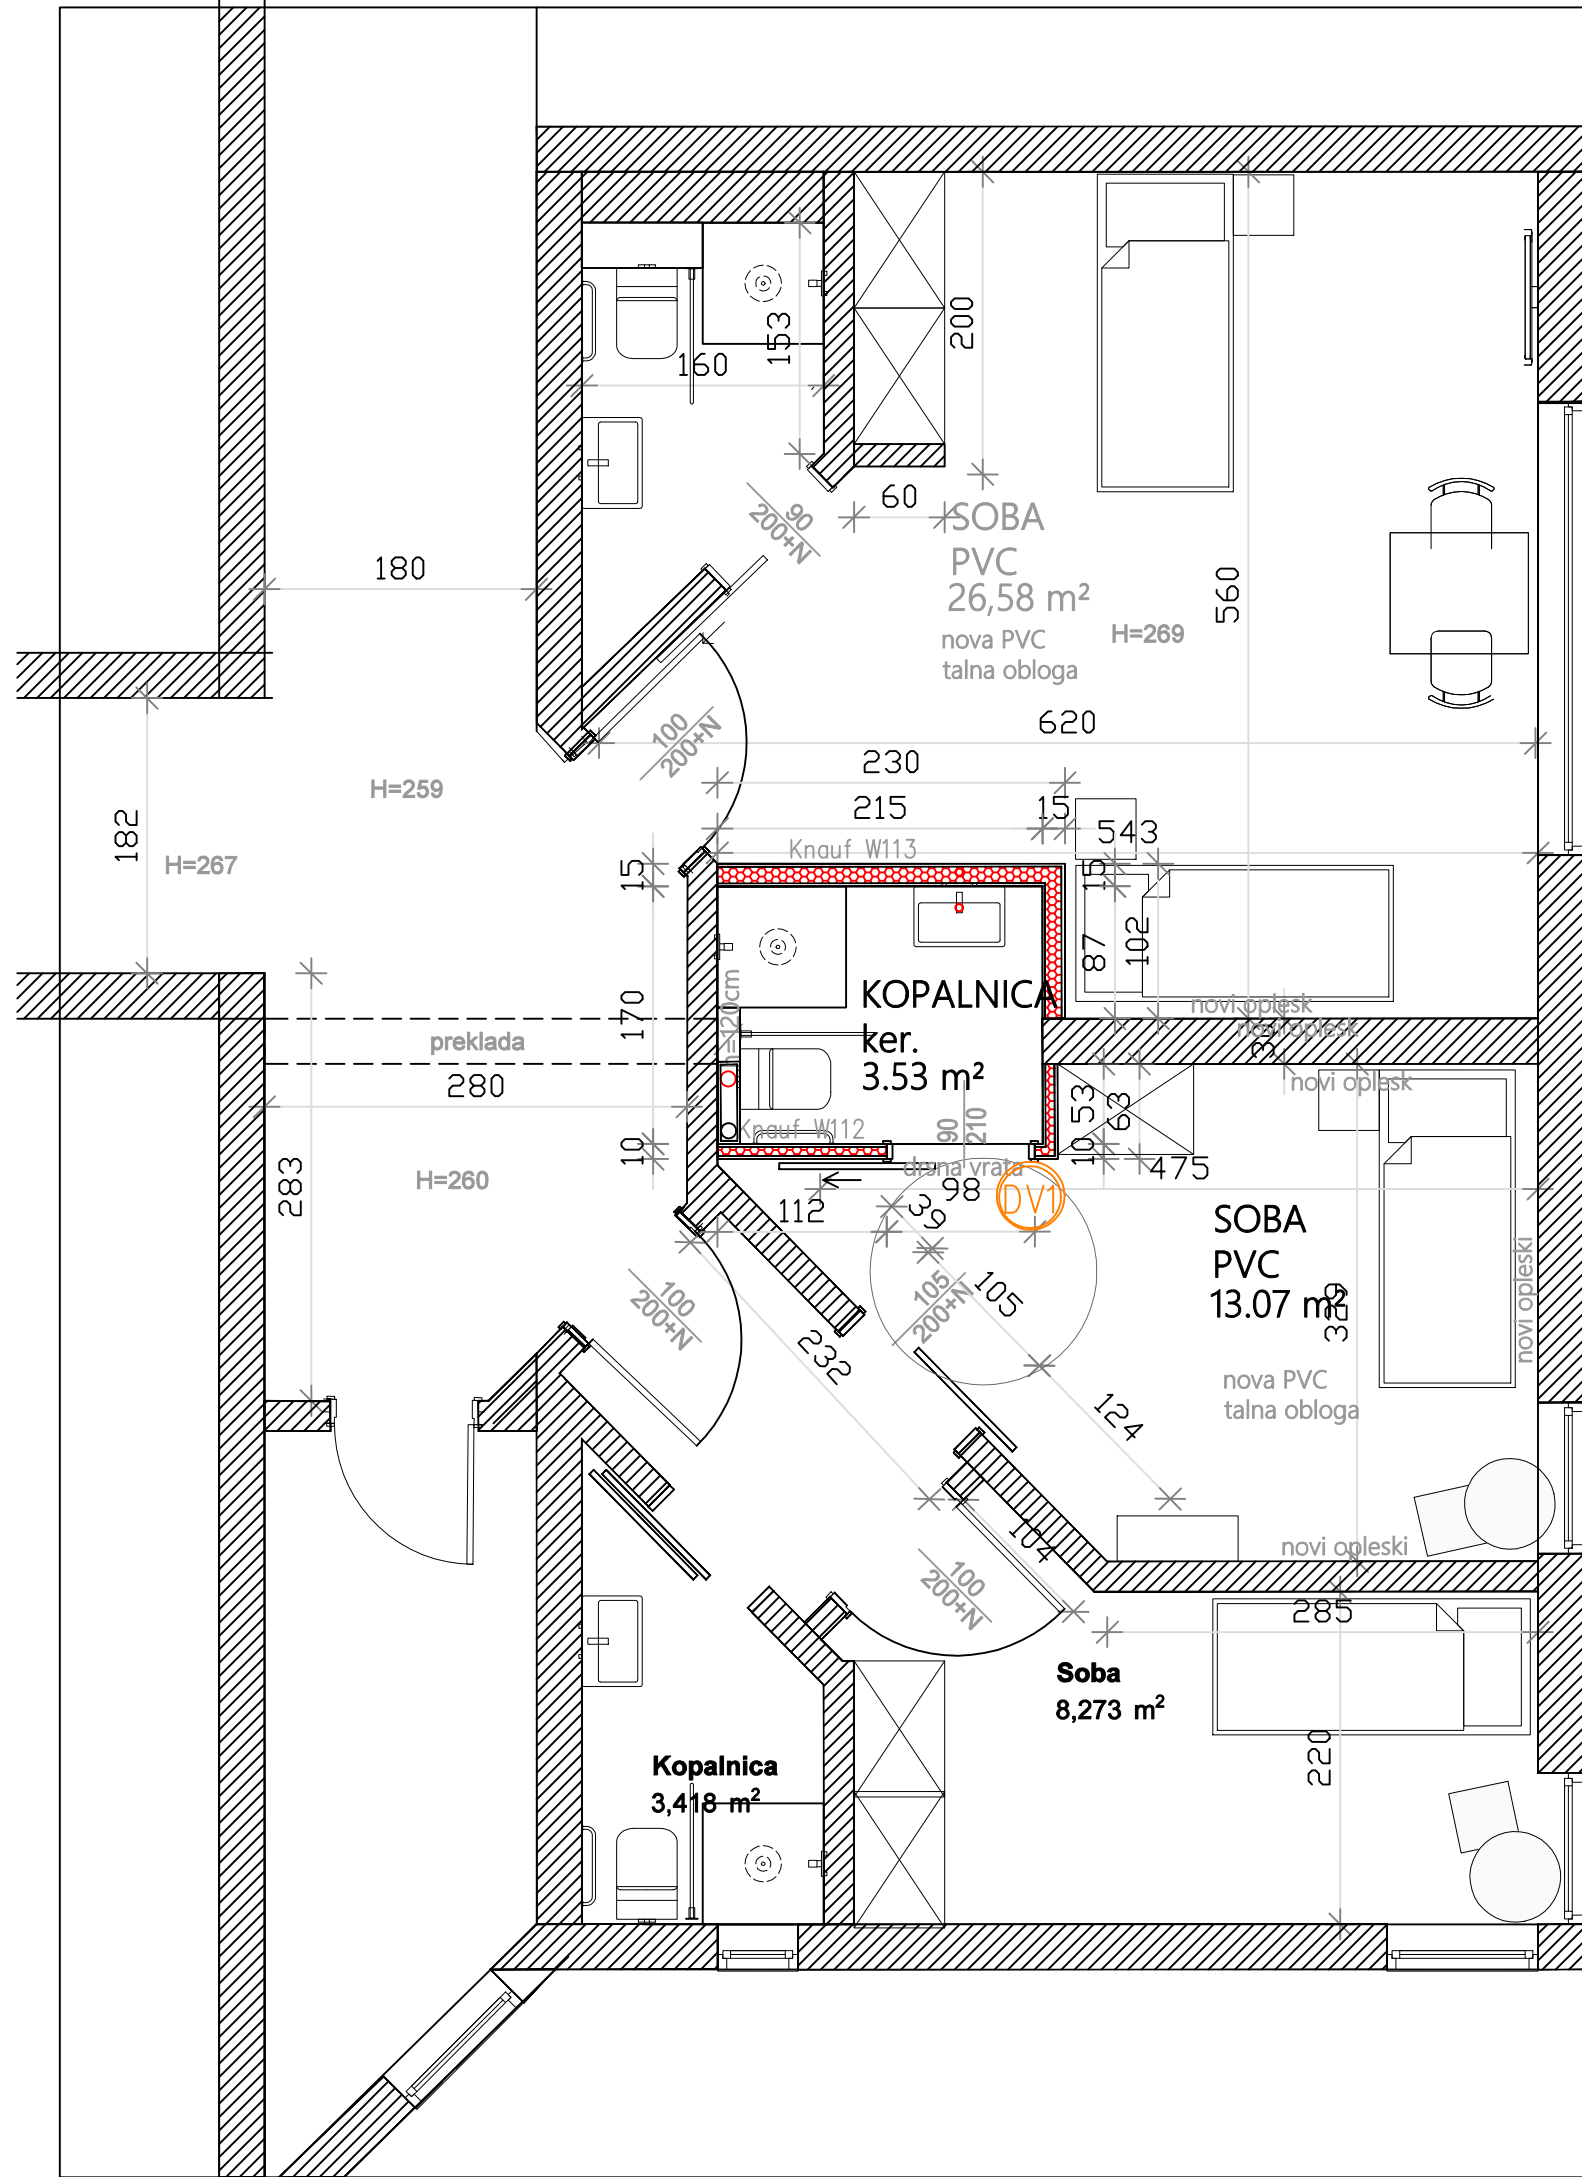 153
160
200
60
90
200+N
SOBA
PVC
26,58 m²
nova PVC
talna obloga
H=269
560
180
620
100
200+N
230
215
15
543
H=259
182
H=267
Knauf W113
15
15
87
102
KOPALNICA
ker.
3.53 m²
h=120cm
170
novi oplesk
novi oplesk
preklada
280
novi oplesk
53
63
Knauf W112
90
210
10
10
drsna vrata
475
283
H=260
98
DV1
112
39
SOBA
PVC
13.07 m²
329
novi opleski
105
105
200+N
100
200+N
232
nova PVC
talna obloga
124
104
novi opleski
100
200+N
285
Soba
8,273 m²
220
Kopalnica
3,418 m²